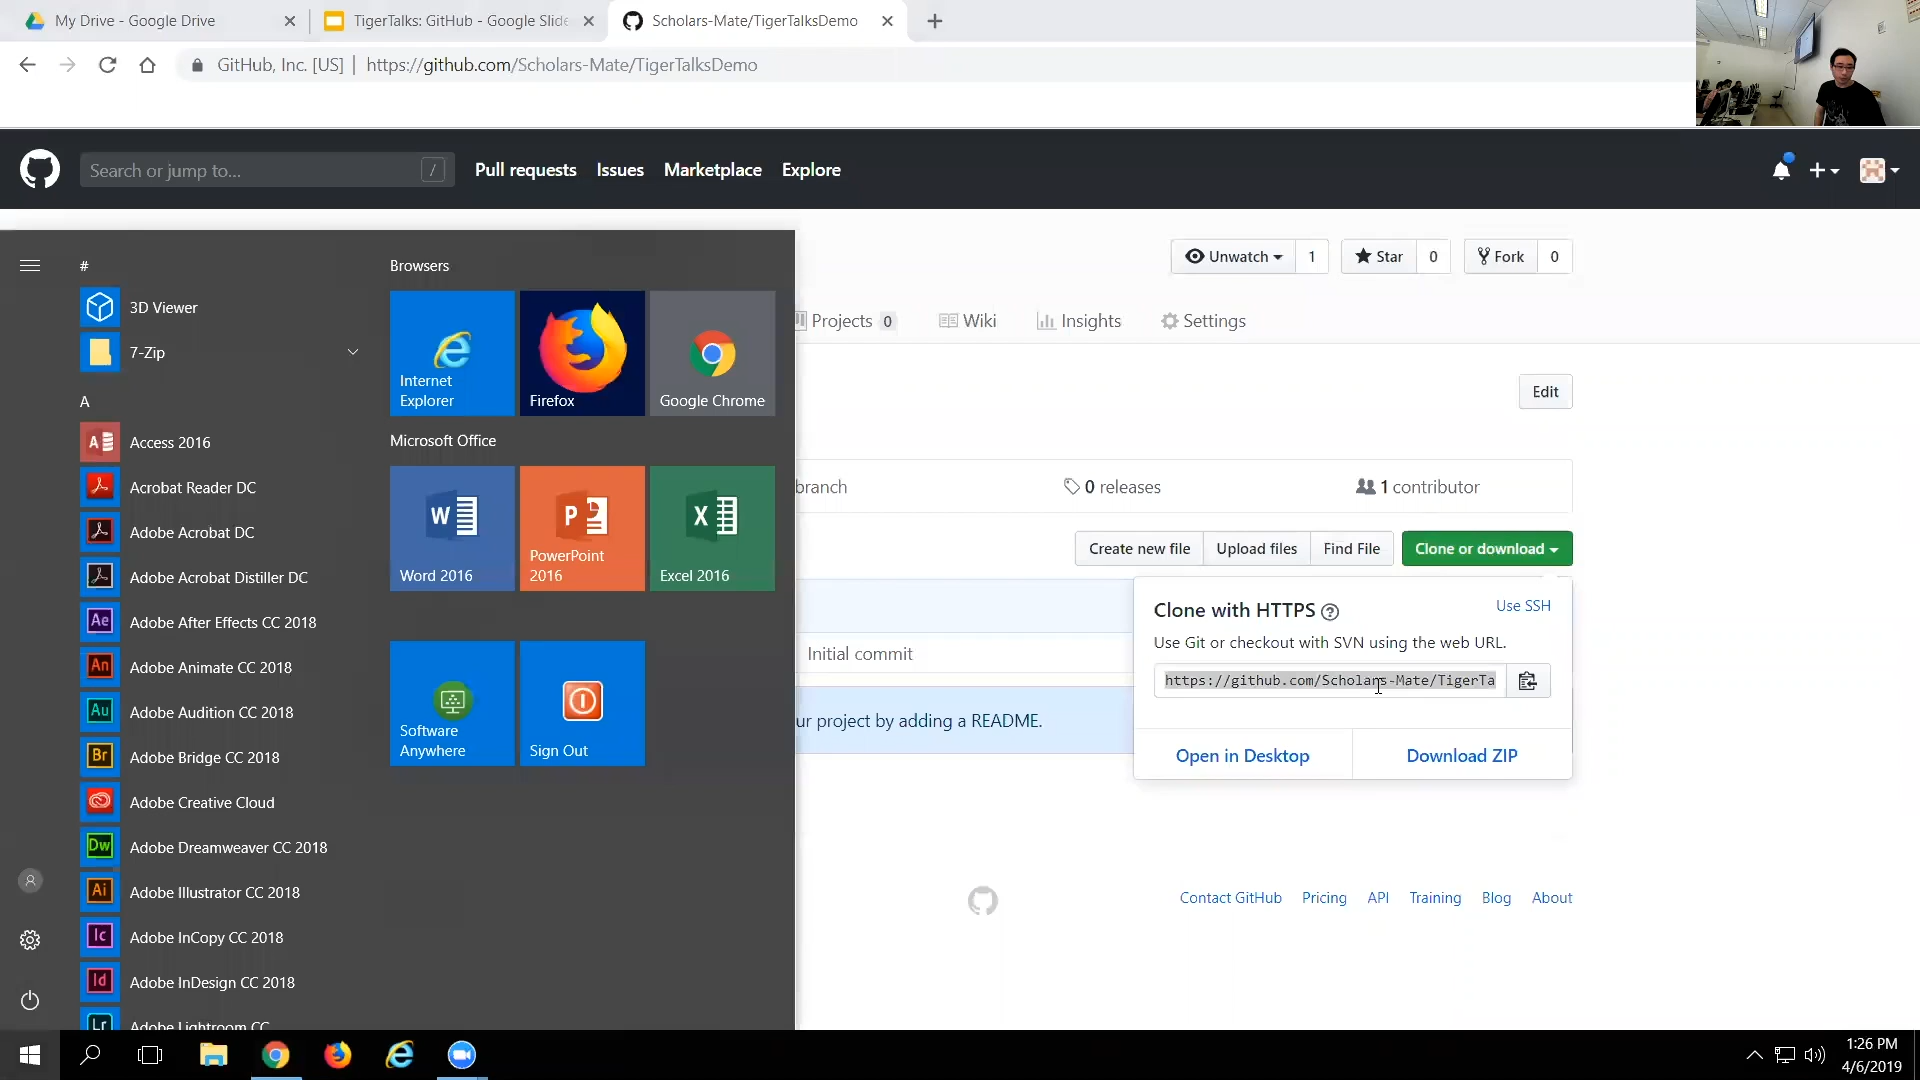 My Drive - Google Drive
TigerTalks: GitHub - Google Slide
Scholars-Mate/TigerTalksDemo
GitHub, Inc. [US] | https://github.com/Scholars-Mate/TigerTalksDemo
Search or jump to...
/
Pull requests
Issues
Marketplace
Explore
Unwatch
1
Star
0
Fork
0
Projects 0
Wiki
Insights
Settings
Edit
branch
0 releases
1 contributor
Create new file
Upload files
Find File
Clone or download
Clone with HTTPS
Use SSH
Use Git or checkout with SVN using the web URL.
https://github.com/Scholars-Mate/TigerTa
Open in Desktop
Download ZIP
Initial commit
ur project by adding a README.
Contact GitHub
Pricing
API
Training
Blog
About
#
3D Viewer
7-Zip
A
Access 2016
Acrobat Reader DC
Adobe Acrobat DC
Adobe Acrobat Distiller DC
Ae
Adobe After Effects CC 2018
An
Adobe Animate CC 2018
Au
Adobe Audition CC 2018
Br
Adobe Bridge CC 2018
Adobe Creative Cloud
Dw
Adobe Dreamweaver CC 2018
Ai
Adobe Illustrator CC 2018
Ic
Adobe InCopy CC 2018
Id
Adobe InDesign CC 2018
Lr
Adobe Lightroom CC
Browsers
Internet
Explorer
Firefox
Google Chrome
Microsoft Office
Word 2016
PowerPoint
2016
Excel 2016
Software
Anywhere
Sign Out
1:26 PM
4/6/2019